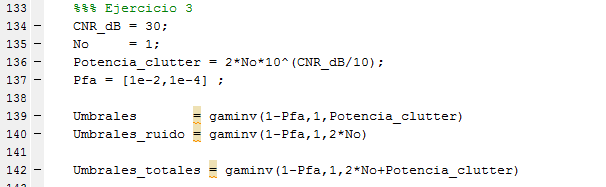 133 %%% Ejercicio 3
134 – CNR_dB = 30;
135 – No     = 1;
136 – Potencia_clutter = 2*No*10^(CNR_dB/10);
137 – Pfa = [1e-2,1e-4] ;
138
139 – Umbrales       = gaminv(1-Pfa,1,Potencia_clutter)
140 – Umbrales_ruido = gaminv(1-Pfa,1,2*No)
141
142 – Umbrales_totales = gaminv(1-Pfa,1,2*No+Potencia_clutter)